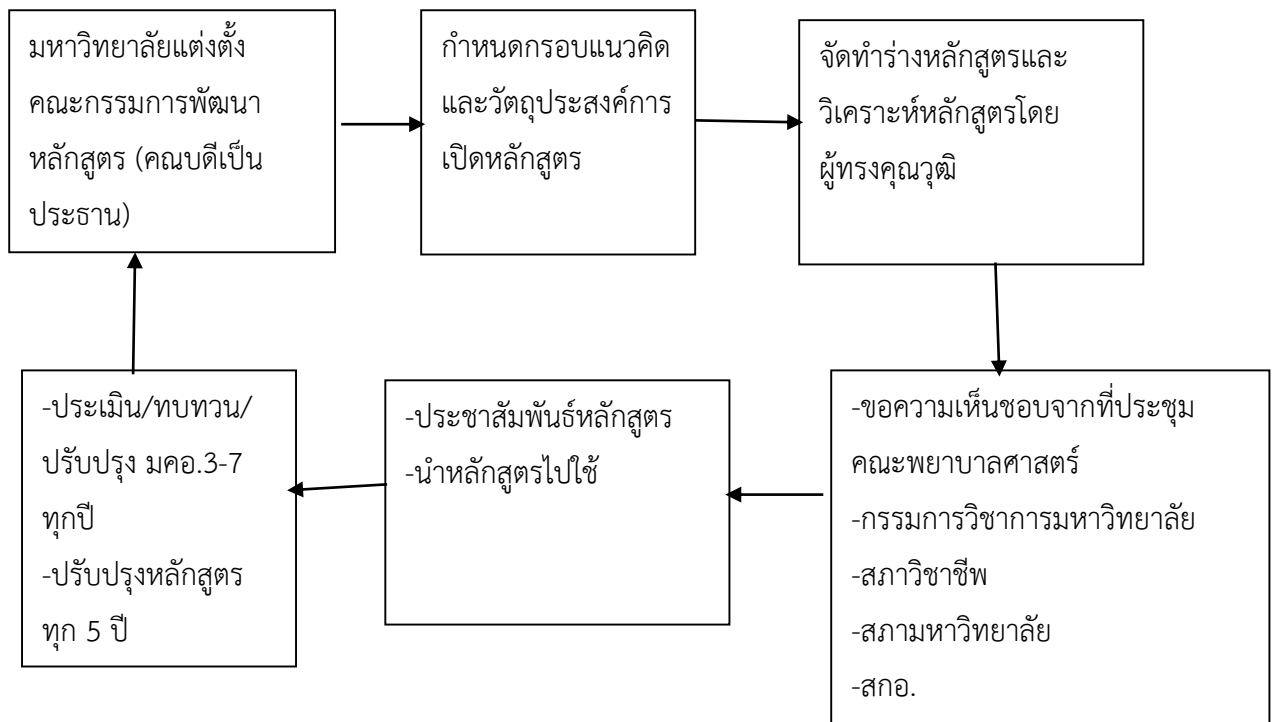 มหาวิทยาลัยแต่งตั้ง
คณะกรรมการพัฒนา
หลักสูตร (คณบดีเป็น
ประธาน)
กำหนดกรอบแนวคิด
และวัตถุประสงค์การ
เปิดหลักสูตร
จัดทำร่างหลักสูตรและ
วิเคราะห์หลักสูตรโดย
ผู้ทรงคุณวุฒิ
-ขอความเห็นชอบจากที่ประชุม
คณะพยาบาลศาสตร์
-กรรมการวิชาการมหาวิทยาลัย
-สภาวิชาชีพ
-สภามหาวิทยาลัย
-สกอ.
-ประชาสัมพันธ์หลักสูตร
-นำหลักสูตรไปใช้
-ประเมิน/ทบทวน/
ปรับปรุง มคอ.3-7
ทุกปี
-ปรับปรุงหลักสูตร
ทุก 5 ปี